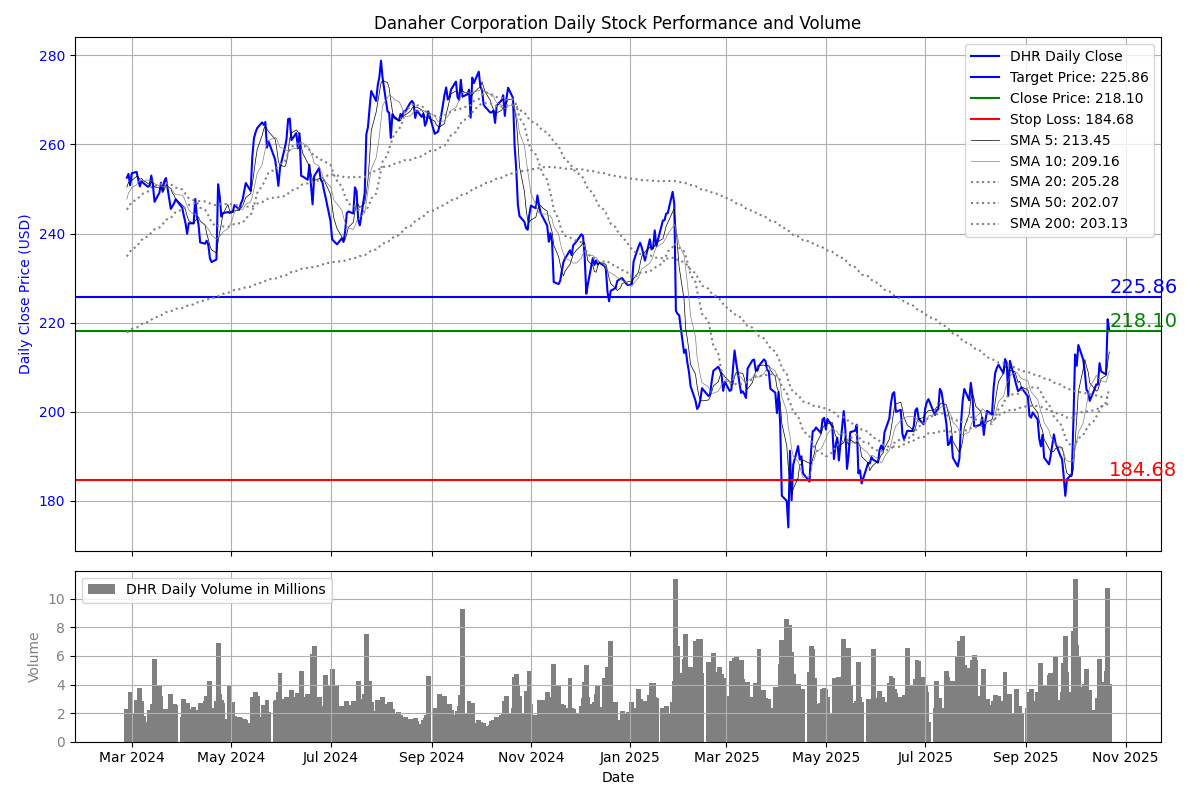 Danaher Corporation Daily Stock Performance and Volume
280
260
240
220
200
180
Daily Close Price (USD)
DHR Daily Close
Target Price: 225.86
Close Price: 218.10
Stop Loss: 184.68
SMA 5: 213.45
SMA 10: 209.16
SMA 20: 205.28
SMA 50: 202.07
SMA 200: 203.13
225.86
218.10
184.68
DHR Daily Volume in Millions
10
8
6
4
2
0
Volume
Mar 2024
May 2024
Jul 2024
Sep 2024
Nov 2024
Jan 2025
Mar 2025
May 2025
Jul 2025
Sep 2025
Nov 2025
Date